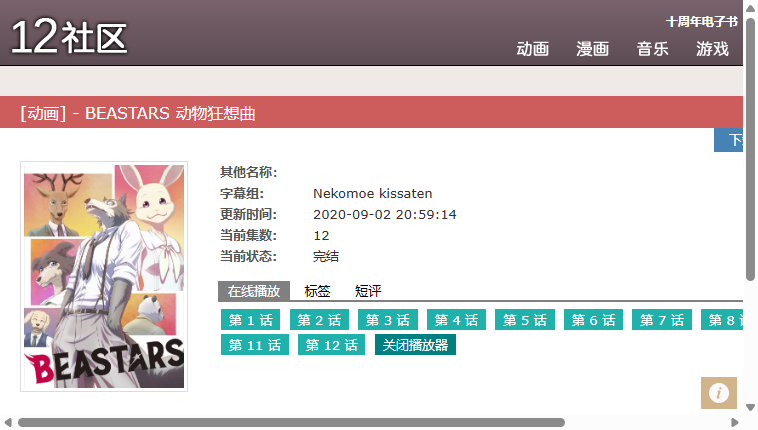 12社区
十周年电子书
动画 漫画 音乐 游戏
[动画] - BEASTARS 动物狂想曲
其他名称:
字幕组: Nekomoe kissaten
更新时间: 2020-09-02 20:59:14
当前集数: 12
当前状态: 完结
BEASTARS
在线播放 标签 短评
第 1 话 第 2 话 第 3 话 第 4 话 第 5 话 第 6 话 第 7 话 第 8
第 11 话 第 12 话 关闭播放器